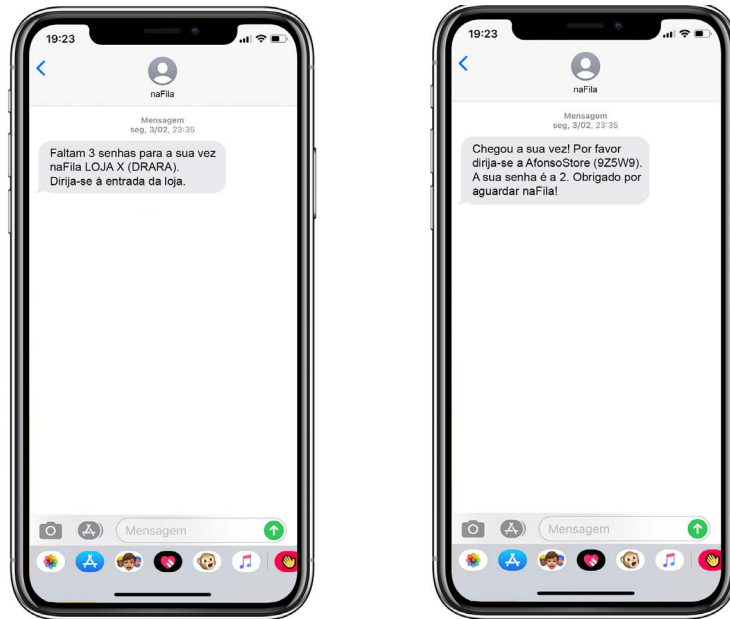 19:23
naFila
Mensagem
seg, 3/02, 23:35
Faltam 3 senhas para a sua vez
naFila LOJA X (DRARA).
Dirija-se à entrada da loja.
Mensagem
19:23
naFila
Mensagem
seg, 3/02, 23:35
Chegou a sua vez! Por favor
dirija-se a AfonsoStore (9Z5W9).
A sua senha é a 2. Obrigado por
aguardar naFila!
Mensagem